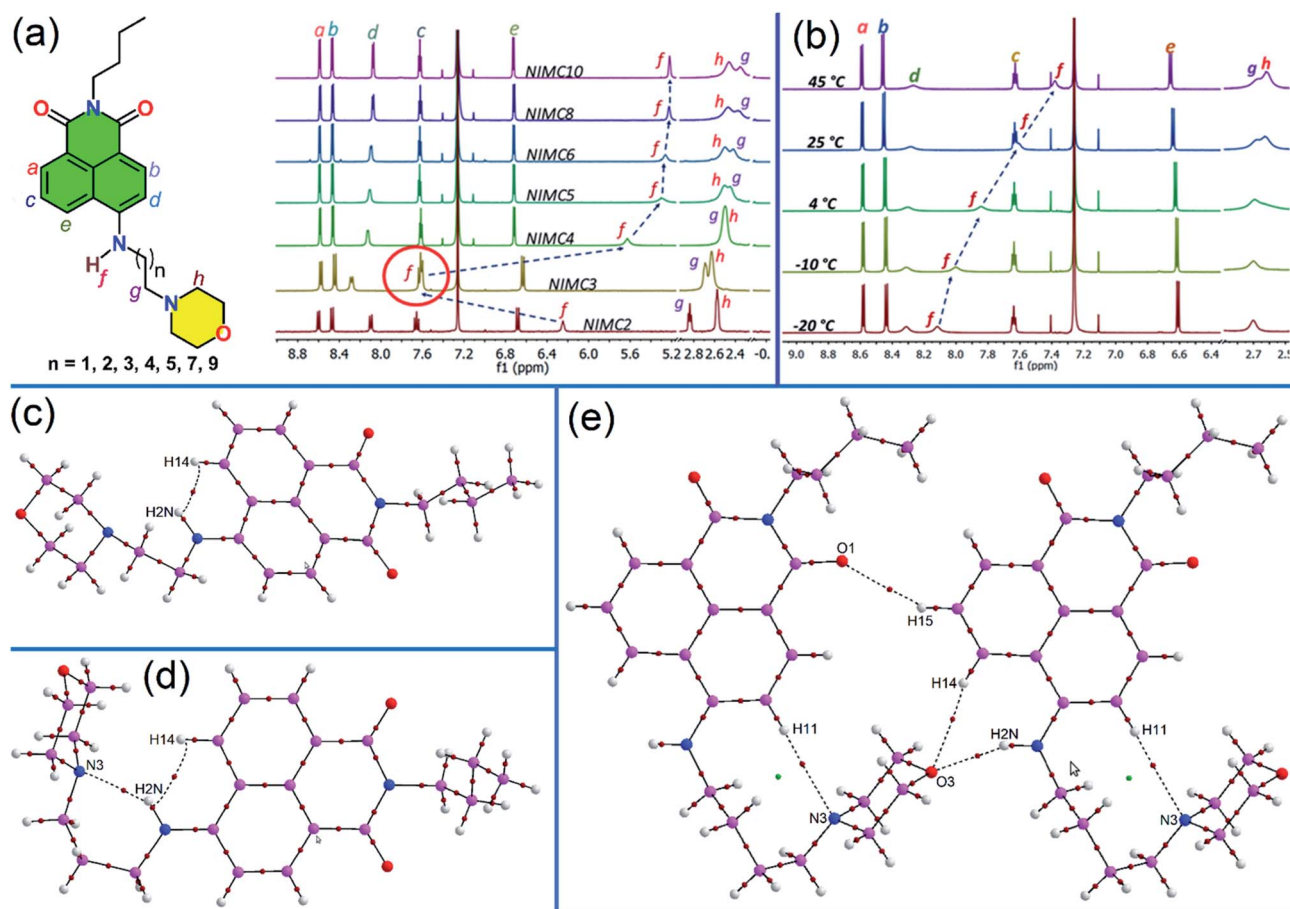 (a)
O
N
O
a
b
c
d
e
N
( )n
H
f
g
N
h
O
n = 1, 2, 3, 4, 5, 7, 9
a b d c e
f
h g
NIMC10
h g
NIMC8
f
h g
NIMC6
f
h g
NIMC5
f
g h
NIMC4
f
g h
NIMC3
f
g
h
NIMC2
8.8 8.4 8.0 7.6 7.2 6.8 6.4 6.0 5.6 5.2 2.8 2.6 2.4 -0.
f1 (ppm)
(b)
a b d c f e g h
45 °C
f
25 °C
f
4 °C
f
-10 °C
f
-20 °C
9.0 8.8 8.6 8.4 8.2 8.0 7.8 7.6 7.4 7.2 7.0 6.8 6.6 6.4 2.7 2.5
f1 (ppm)
(c)
H14
H2N
(d)
H14
N3
H2N
(e)
O1
H15
H14
H11
H2N
H11
O3
N3
N3